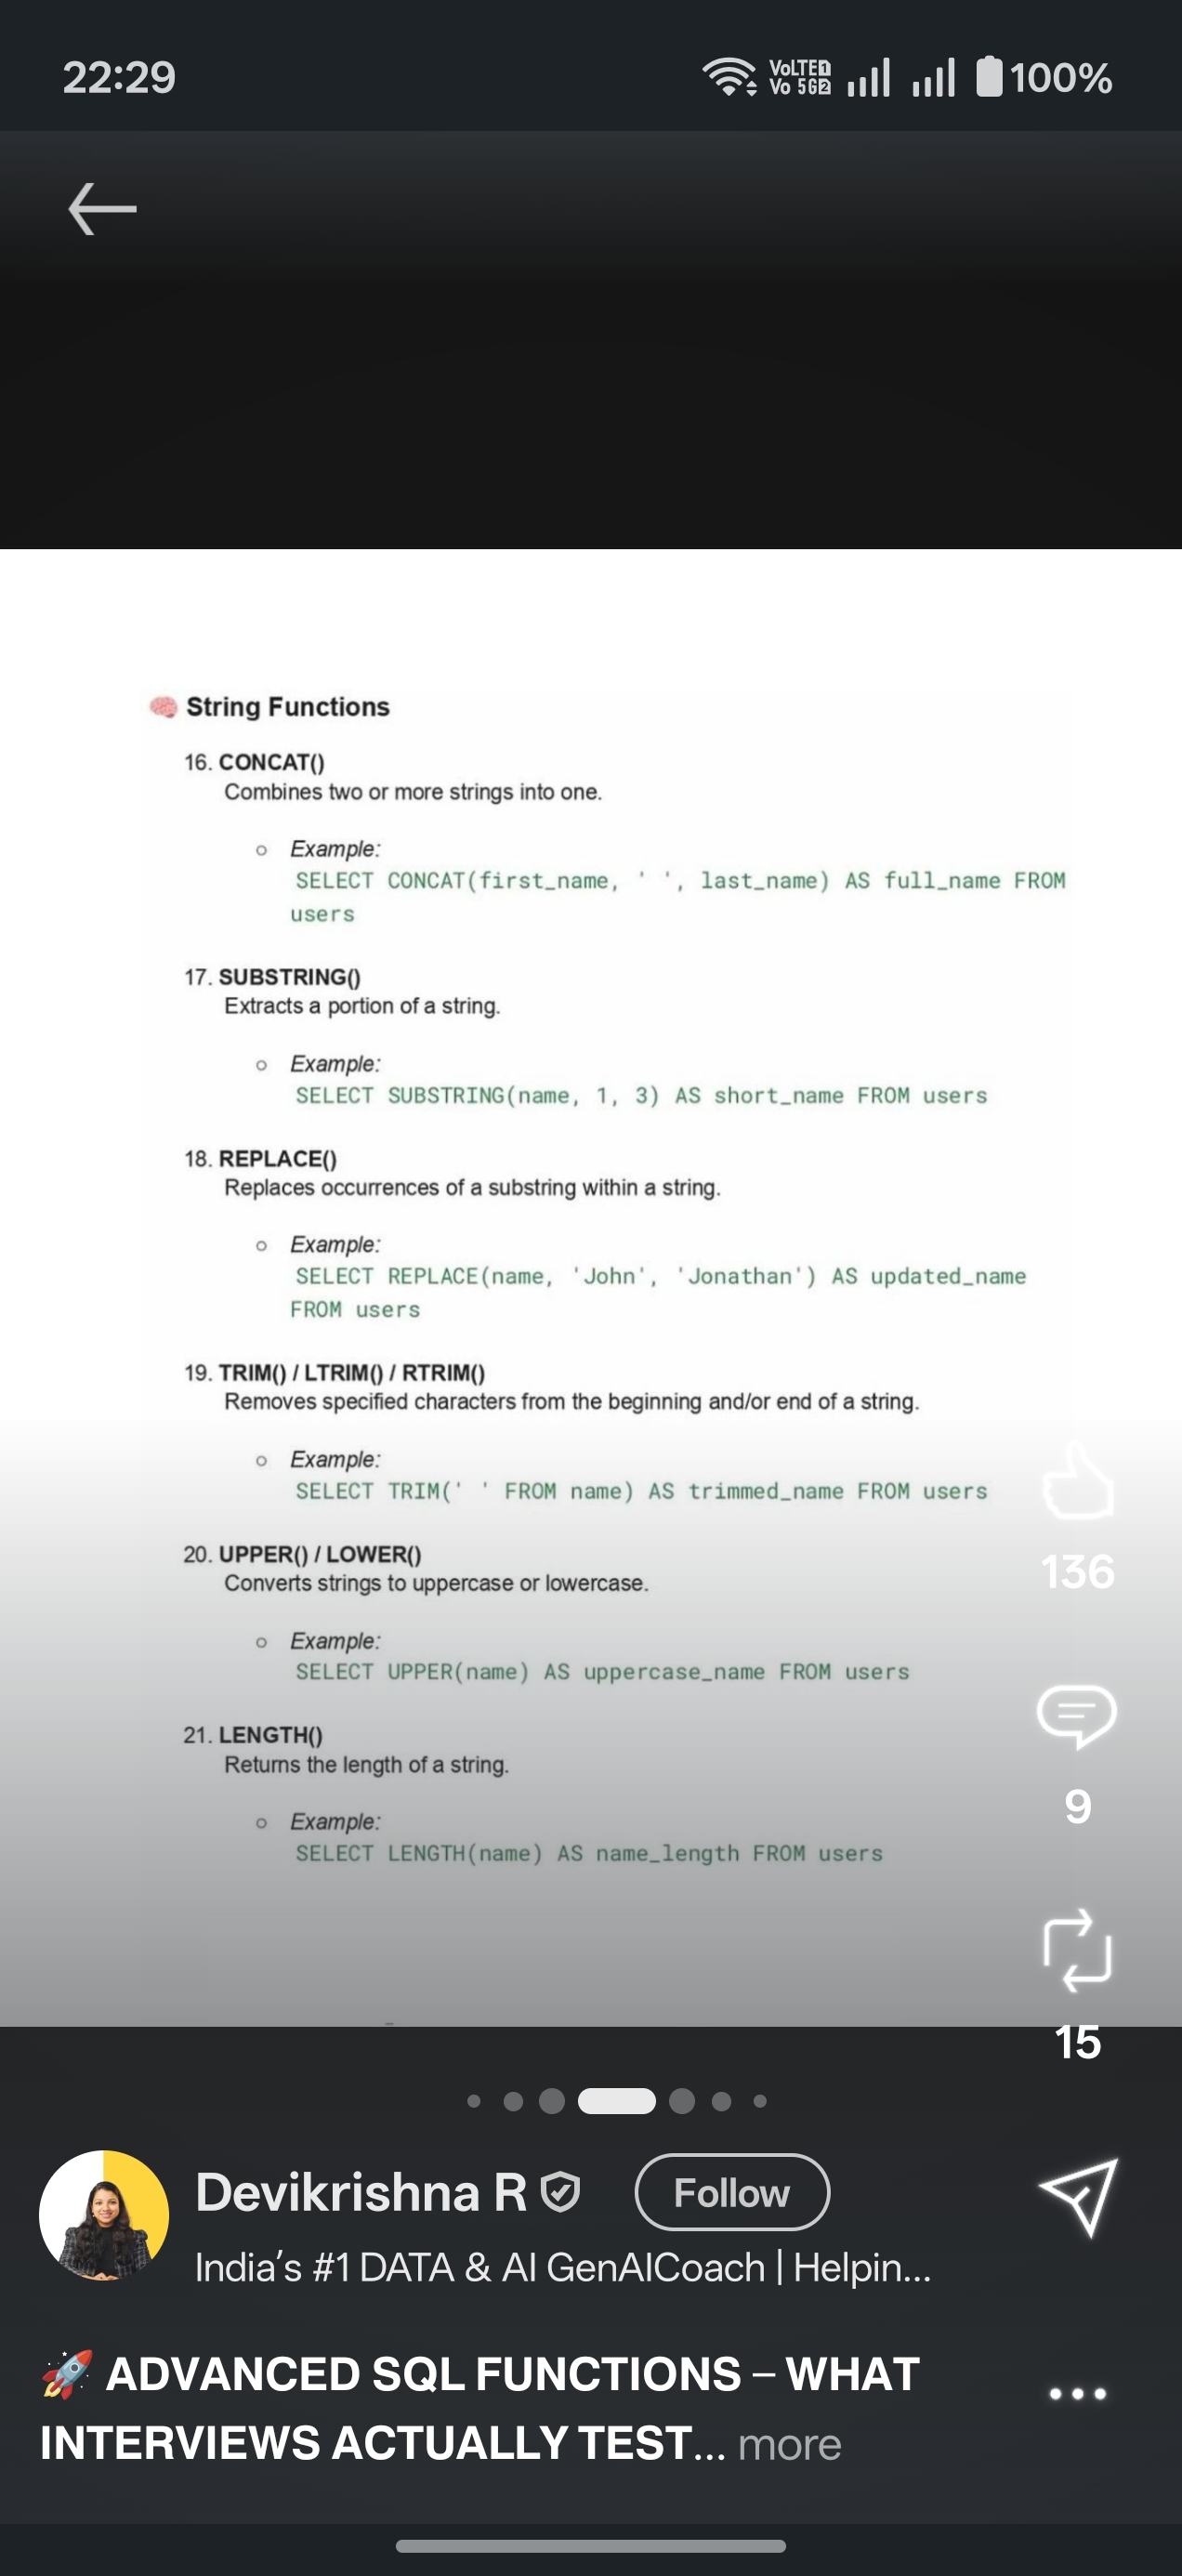 22:29
VoLTE1
Vo 5G2
100%
🧠 String Functions
16. CONCAT()
Combines two or more strings into one.
○ Example:
SELECT CONCAT(first_name, ' ', last_name) AS full_name FROM
users
17. SUBSTRING()
Extracts a portion of a string.
○ Example:
SELECT SUBSTRING(name, 1, 3) AS short_name FROM users
18. REPLACE()
Replaces occurrences of a substring within a string.
○ Example:
SELECT REPLACE(name, 'John', 'Jonathan') AS updated_name
FROM users
19. TRIM() / LTRIM() / RTRIM()
Removes specified characters from the beginning and/or end of a string.
○ Example:
SELECT TRIM(' ' FROM name) AS trimmed_name FROM users
20. UPPER() / LOWER()
Converts strings to uppercase or lowercase.
○ Example:
SELECT UPPER(name) AS uppercase_name FROM users
21. LENGTH()
Returns the length of a string.
○ Example:
SELECT LENGTH(name) AS name_length FROM users
136
9
15
Devikrishna R
Follow
India’s #1 DATA & AI GenAICoach | Helpin...
🚀 ADVANCED SQL FUNCTIONS – WHAT
INTERVIEWS ACTUALLY TEST... more